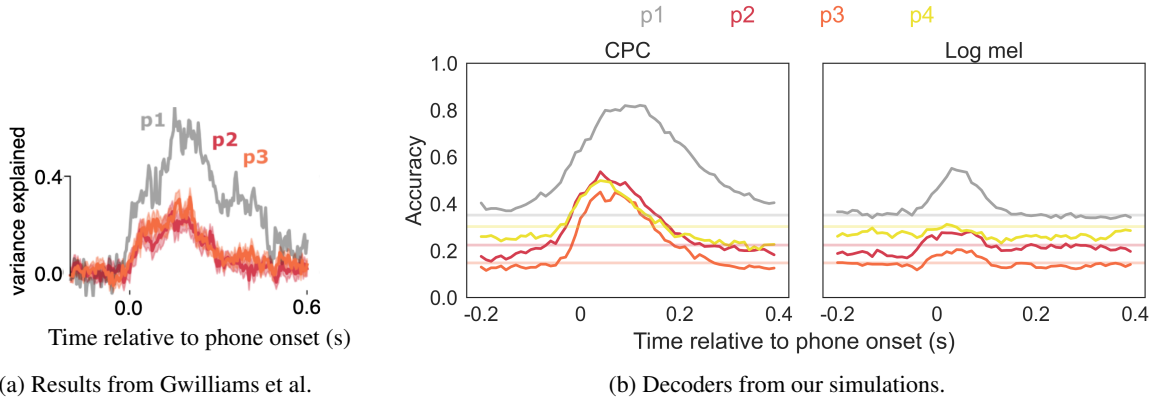 p1 p2 p3 p4
CPC
Log mel
variance explained
0.4
0.0
p1
p2
p3
0.0 0.6
Time relative to phone onset (s)
(a) Results from Gwilliams et al.
Accuracy
1.0
0.8
0.6
0.4
0.2
0.0
-0.2 0 0.2 0.4
-0.2 0 0.2 0.4
Time relative to phone onset (s)
(b) Decoders from our simulations.